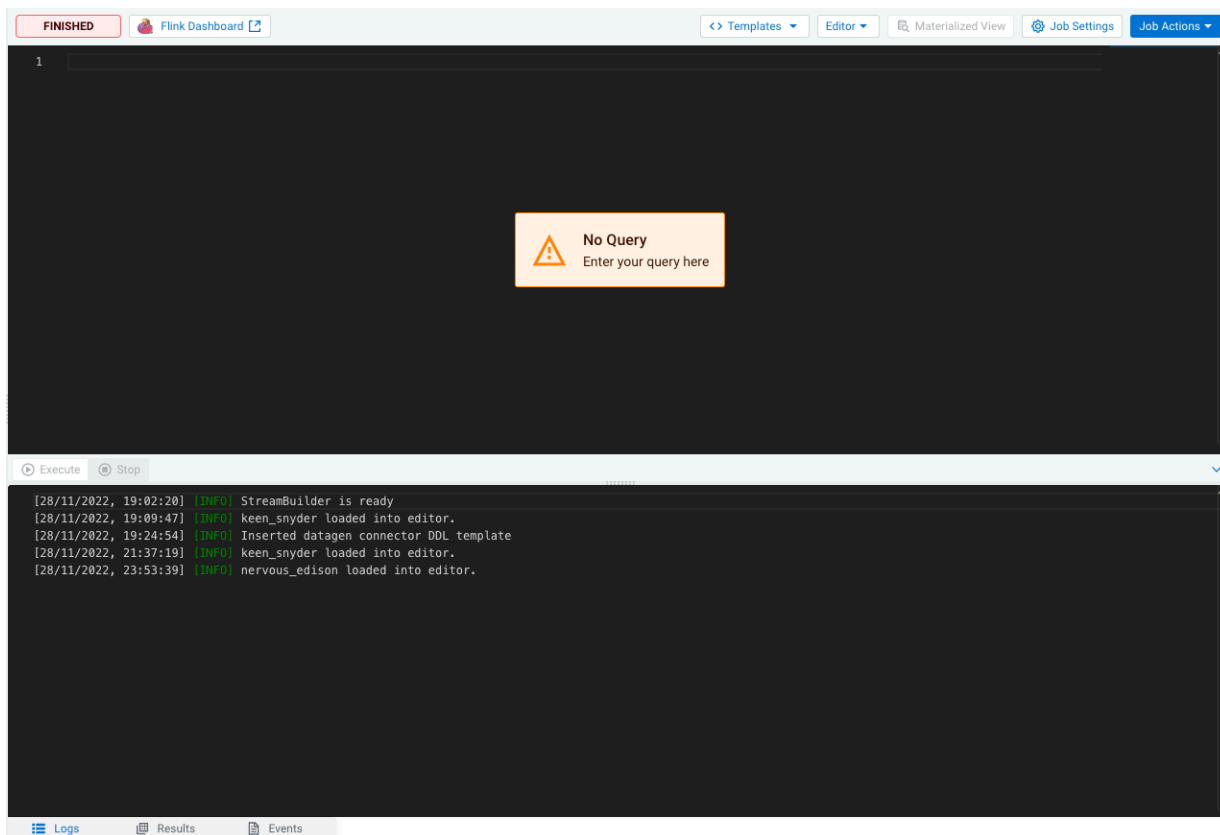 FINISHED Flink Dashboard <> Templates Editor Materialized View Job Settings Job Actions
1
No Query
Enter your query here
Execute Stop
[28/11/2022, 19:02:20] [INFO] StreamBuilder is ready
[28/11/2022, 19:09:47] [INFO] keen_snyder loaded into editor.
[28/11/2022, 19:24:54] [INFO] Inserted datagen connector DDL template
[28/11/2022, 21:37:19] [INFO] keen_snyder loaded into editor.
[28/11/2022, 23:53:39] [INFO] nervous_edison loaded into editor.
Logs Results Events